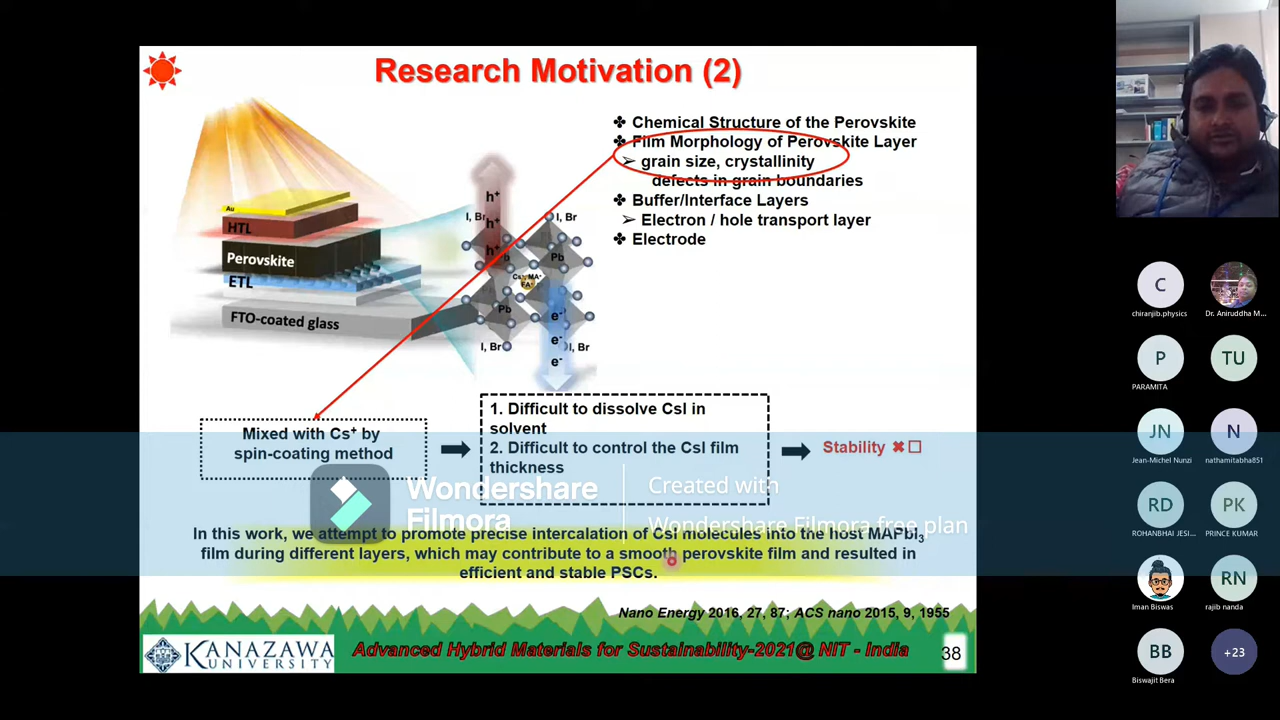 Research Motivation (2)
❖ Chemical Structure of the Perovskite
❖ Film Morphology of Perovskite Layer
➢ grain size, crystallinity
defects in grain boundaries
❖ Buffer/Interface Layers
➢ Electron / hole transport layer
❖ Electrode
Au
HTL
Perovskite
ETL
FTO-coated glass
h⁺
I, Br
h⁺
I, Br
h⁺
b
Pb
Cs⁺, MA⁺
FA⁺
Pb
e⁻
e⁻
I, Br
I, Br
e⁻
Mixed with Cs⁺ by
spin-coating method
1. Difficult to dissolve CsI in
solvent
2. Difficult to control the CsI film
thickness
Stability ✖ ☐
Wondershare
Filmora
Created with
Wondershare Filmora free plan
In this work, we attempt to promote precise intercalation of CsI molecules into the host MAPbI₃
film during different layers, which may contribute to a smooth perovskite film and resulted in
efficient and stable PSCs.
Nano Energy 2016, 27, 87; ACS nano 2015, 9, 1955
KANAZAWA
UNIVERSITY
Advanced Hybrid Materials for Sustainability-2021@ NIT - India
38
C
chiranjib.physics
Dr. Aniruddha M...
P
PARAMITA
TU
JN
Jean-Michel Nunzi
N
nathamitabha851
RD
ROHANBHAI JESI...
PK
PRINCE KUMAR
Iman Biswas
RN
rajib nanda
BB
Biswajit Bera
+23